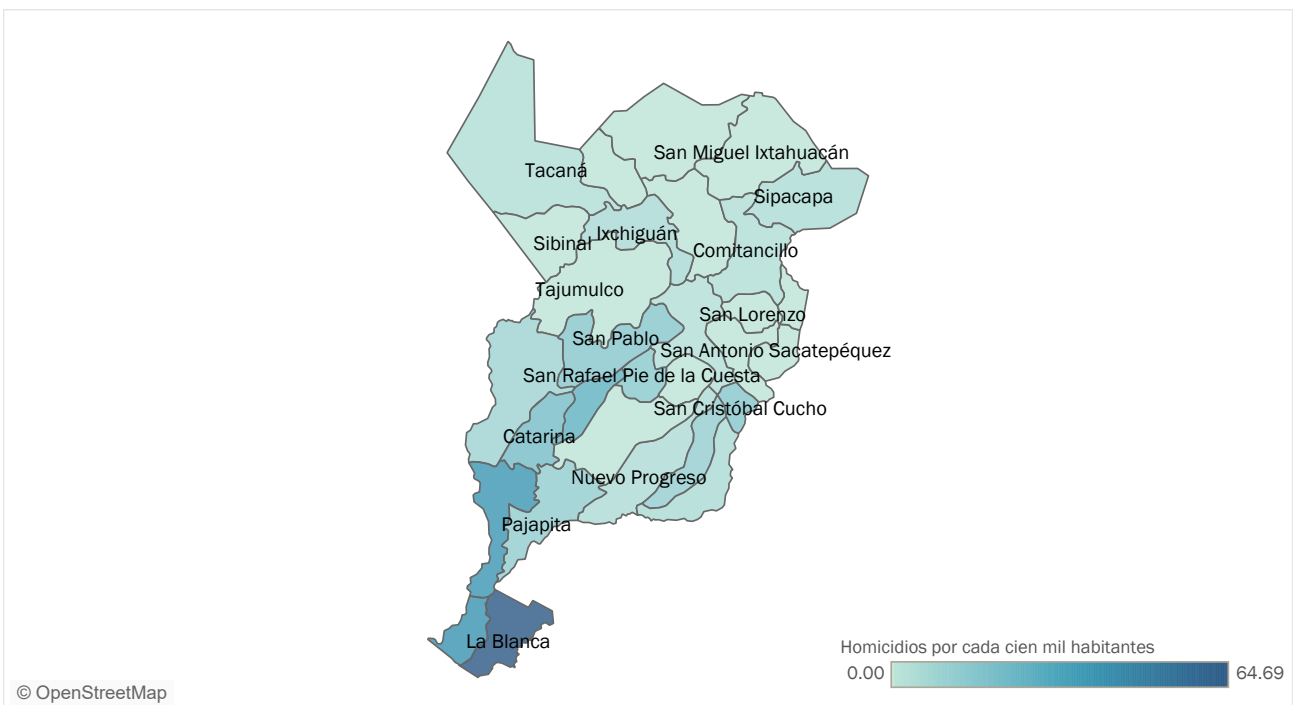 San Miguel Ixtahuacán
Tacaná
Sipacapa
Ixchiguán
Sibinal
Comitancillo
Tajumulco
San Lorenzo
San Pablo
San Antonio Sacatepéquez
San Rafael Pie de la Cuesta
San Cristóbal Cucho
Catarina
Nuevo Progreso
Pajapita
La Blanca
Homicidios por cada cien mil habitantes
0.00 64.69
© OpenStreetMap